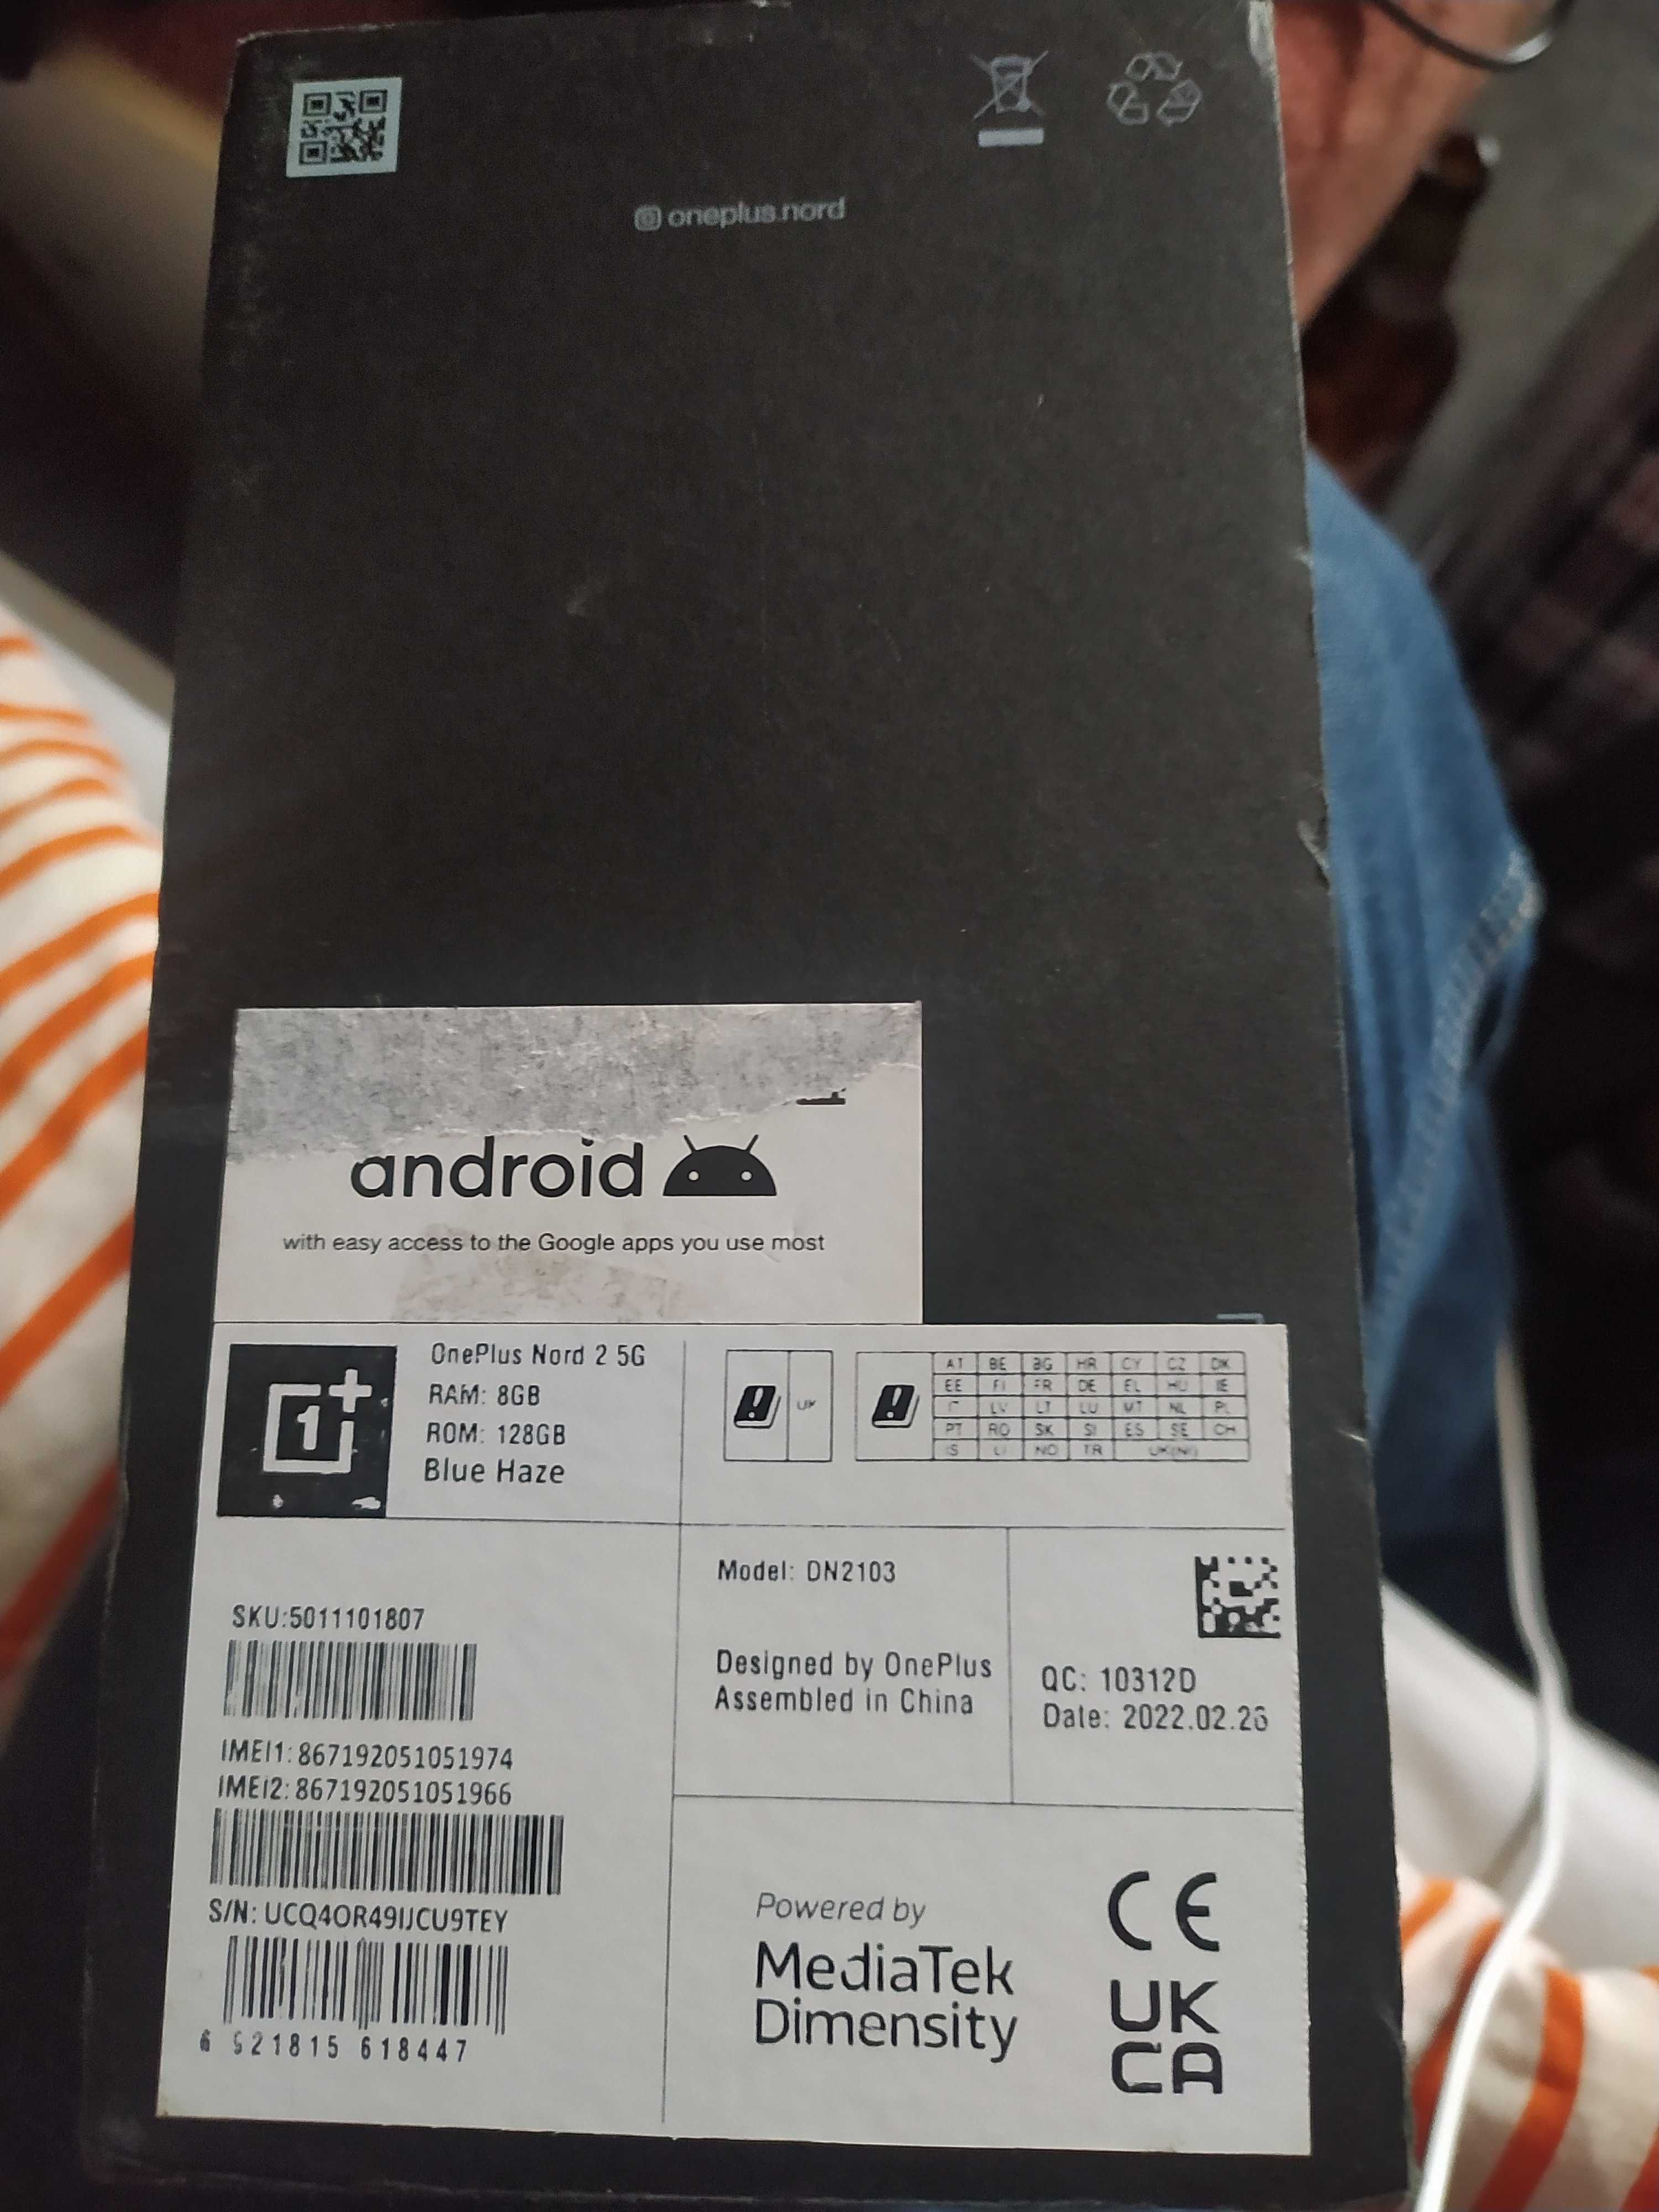 oneplus.nord
android
with easy access to the Google apps you use most
OnePlus Nord 2 5G
RAM: 8GB
ROM: 128GB
Blue Haze
UK
AT BE BG HR CY CZ DK
EE FI FR DE EL HU IE
IT LV LT LU MT NL PL
PT RO SK SI ES SE CH
IS LI NO TR UK(NI)
SKU:5011101807
IMEI1: 867192051051974
IMEI2: 867192051051966
S/N: UCQ4OR49IJCU9TEY
6 921815 618447
Model: DN2103
Designed by OnePlus
Assembled in China
QC: 10312D
Date: 2022.02.26
Powered by
MediaTek
Dimensity
CE
UK
CA